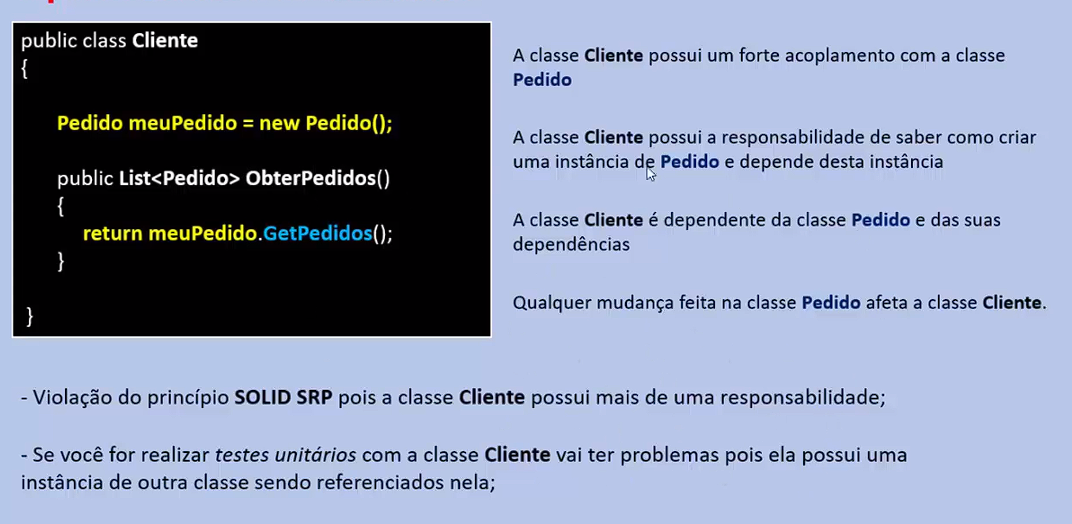 public class Cliente
{
Pedido meuPedido = new Pedido();
public List<Pedido> ObterPedidos()
{
return meuPedido.GetPedidos();
}
}
A classe Cliente possui um forte acoplamento com a classe
Pedido
A classe Cliente possui a responsabilidade de saber como criar
uma instância de Pedido e depende desta instância
A classe Cliente é dependente da classe Pedido e das suas
dependências
Qualquer mudança feita na classe Pedido afeta a classe Cliente.
- Violação do princípio SOLID SRP pois a classe Cliente possui mais de uma responsabilidade;
- Se você for realizar testes unitários com a classe Cliente vai ter problemas pois ela possui uma
instância de outra classe sendo referenciados nela;